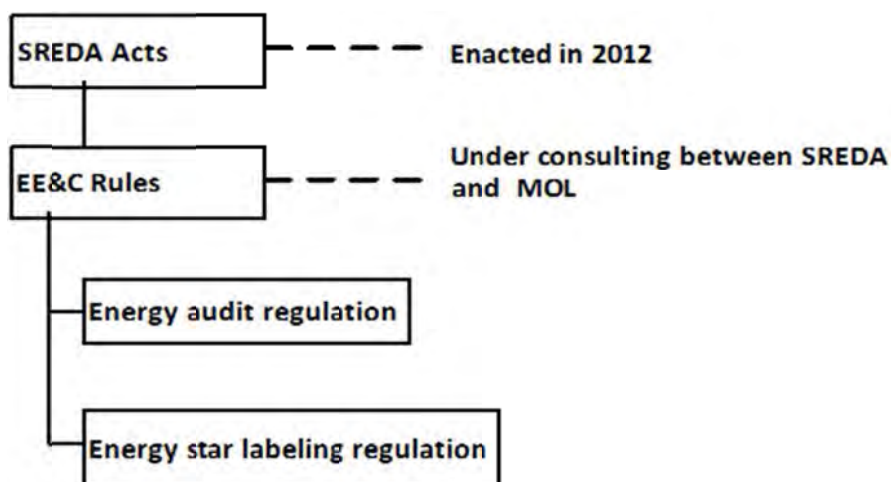 SREDA Acts
Enacted in 2012
EE&C Rules
Under consulting between SREDA
and MOL
Energy audit regulation
Energy star labeling regulation